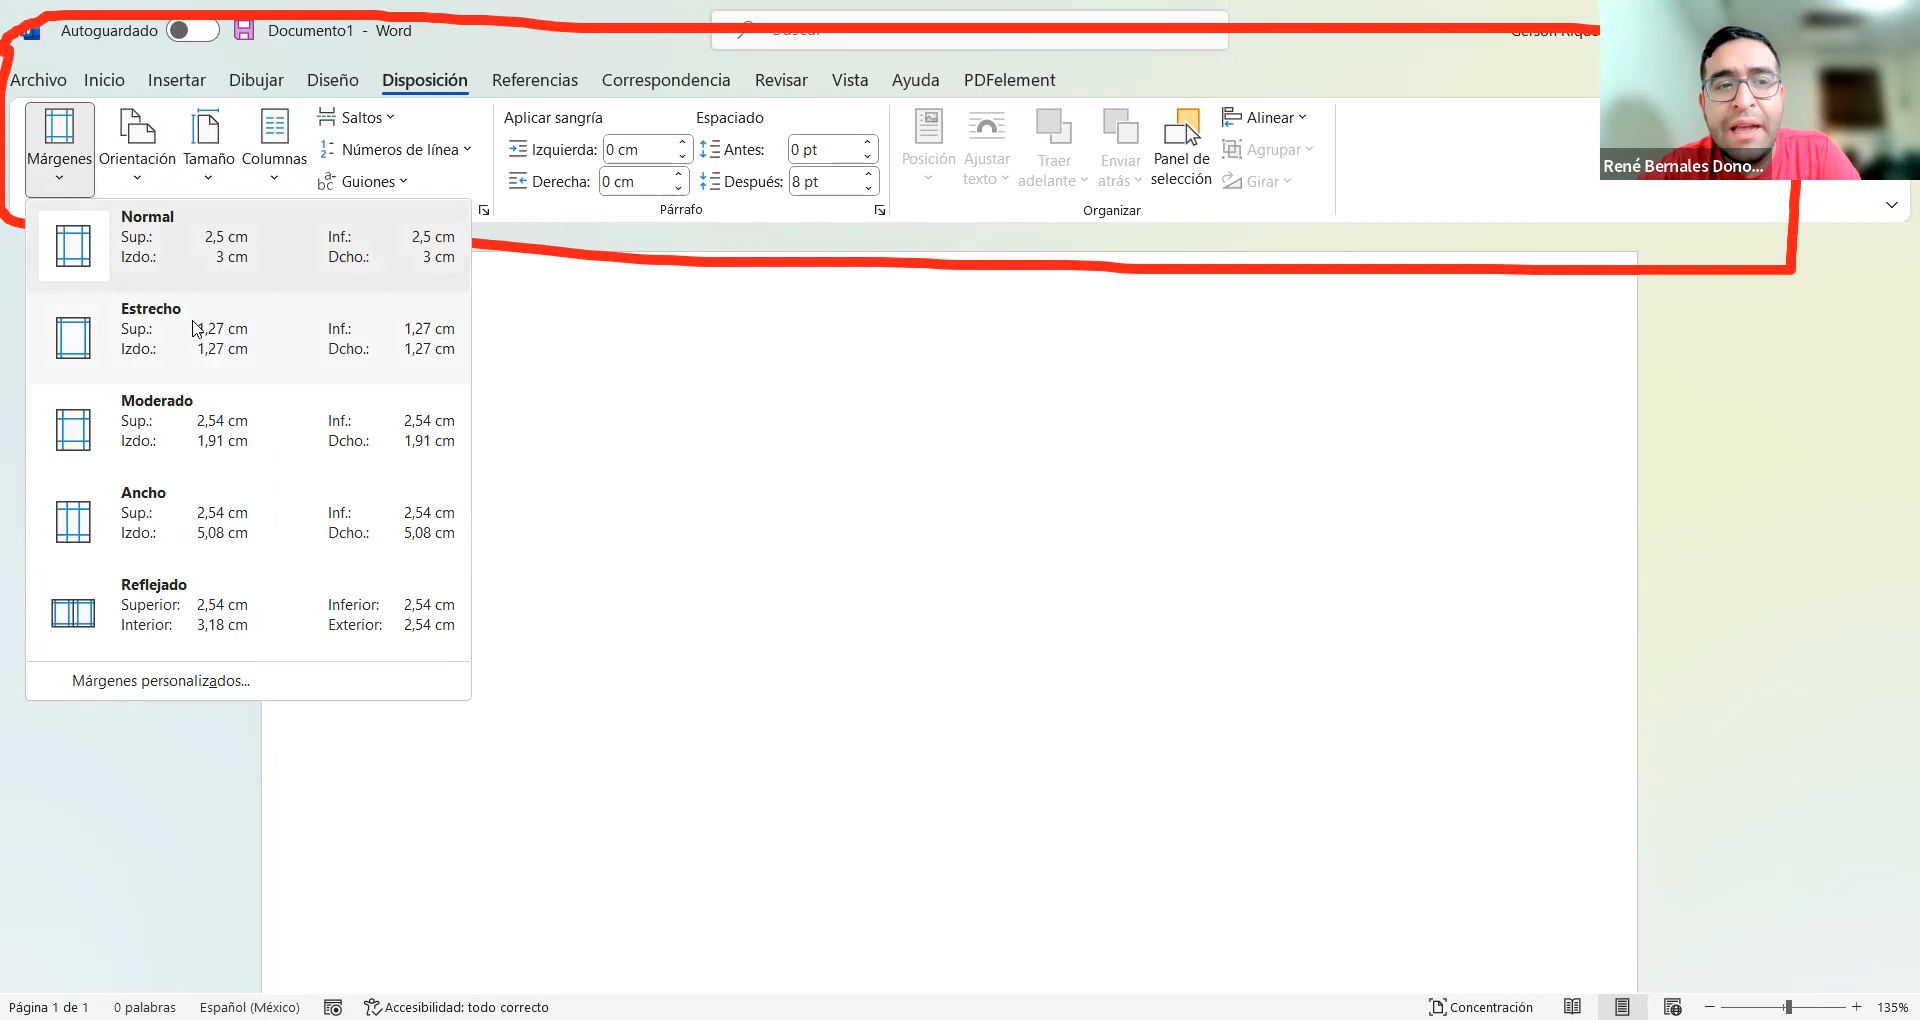 Autoguardado Documento1 - Word
Archivo Inicio Insertar Dibujar Diseño Disposición Referencias Correspondencia Revisar Vista Ayuda PDFelement
Márgenes Orientación Tamaño Columnas
Saltos
Números de línea
Guiones
Aplicar sangría Espaciado
Izquierda: 0 cm Antes: 0 pt
Derecha: 0 cm Después: 8 pt
Párrafo
Posición Ajustar texto Traer adelante Enviar atrás Panel de selección
Alinear
Agrupar
Girar
Organizar
René Bernales Dono...
Normal
Sup.: 2,5 cm Inf.: 2,5 cm
Izdo.: 3 cm Dcho.: 3 cm
Estrecho
Sup.: 1,27 cm Inf.: 1,27 cm
Izdo.: 1,27 cm Dcho.: 1,27 cm
Moderado
Sup.: 2,54 cm Inf.: 2,54 cm
Izdo.: 1,91 cm Dcho.: 1,91 cm
Ancho
Sup.: 2,54 cm Inf.: 2,54 cm
Izdo.: 5,08 cm Dcho.: 5,08 cm
Reflejado
Superior: 2,54 cm Inferior: 2,54 cm
Interior: 3,18 cm Exterior: 2,54 cm
Márgenes personalizados...
Página 1 de 1 0 palabras Español (México) Accesibilidad: todo correcto Concentración 135%